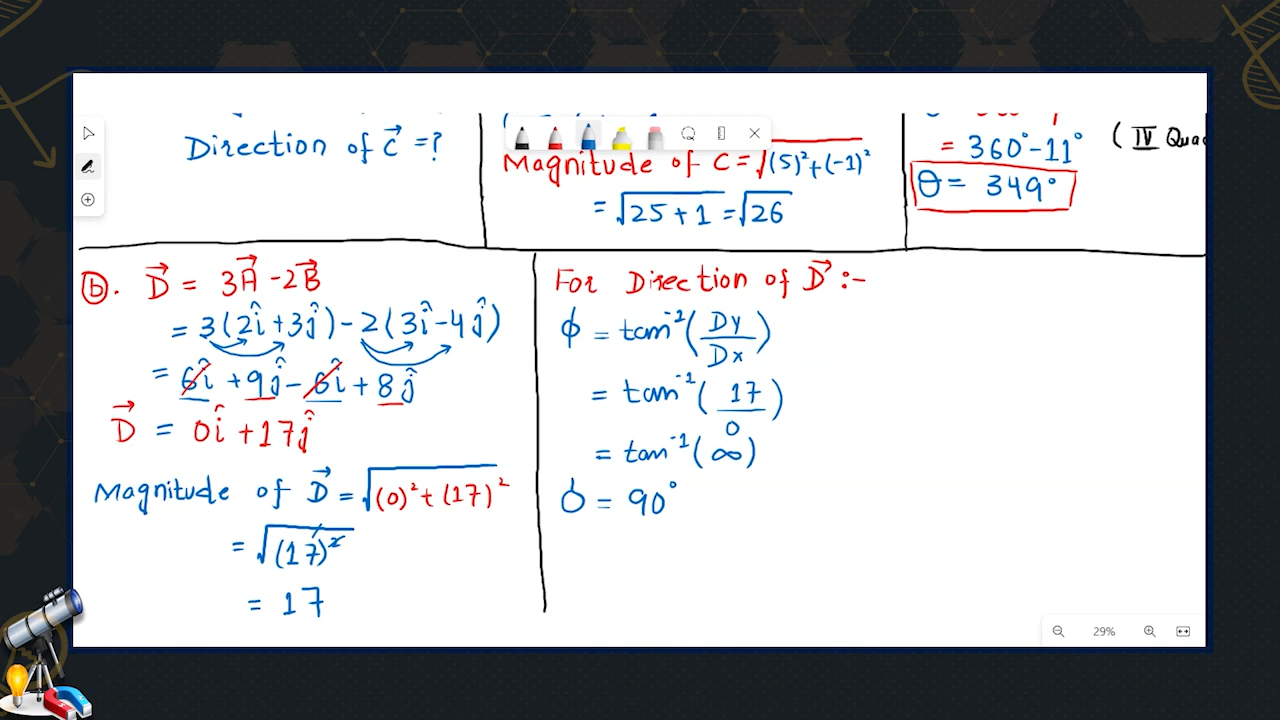 Direction of C⃗ =?
Magnitude of C = √(5)²+(-1)²
= √25+1 = √26
= 360°-11°
(IV Quad
θ = 349°
(b). D⃗ = 3A⃗ -2B⃗
= 3(2î+3ĵ)-2(3î-4ĵ)
= 6î +9ĵ-6î+8ĵ
D⃗ = 0î +17ĵ
Magnitude of D⃗ = √(0)²+(17)²
= √(17)²
= 17
For Direction of D⃗ :-
ϕ = tan⁻¹(Dy/Dx)
= tan⁻¹(17/0)
= tan⁻¹(∞)
ϕ = 90°
29%